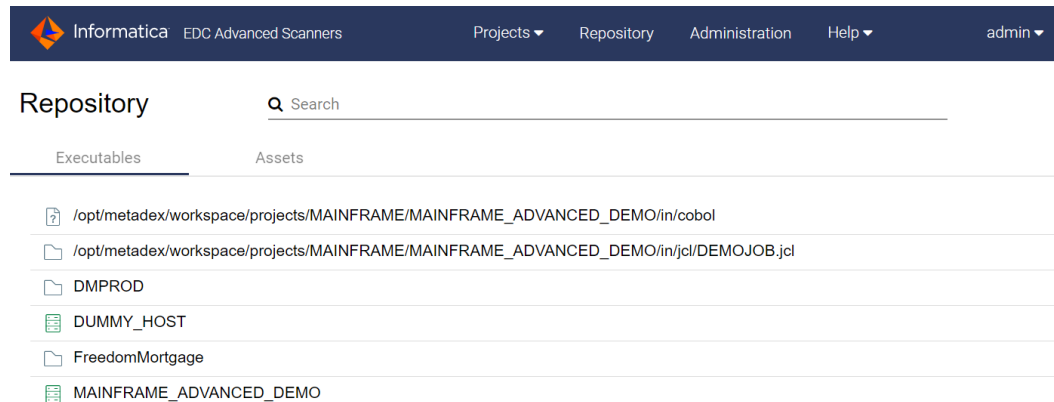 Informatica EDC Advanced Scanners Projects Repository Administration Help admin
Repository Search
Executables Assets
/opt/metadex/workspace/projects/MAINFRAME/MAINFRAME_ADVANCED_DEMO/in/cobol
/opt/metadex/workspace/projects/MAINFRAME/MAINFRAME_ADVANCED_DEMO/in/jcl/DEMOJOB.jcl
DMPROD
DUMMY_HOST
FreedomMortgage
MAINFRAME_ADVANCED_DEMO